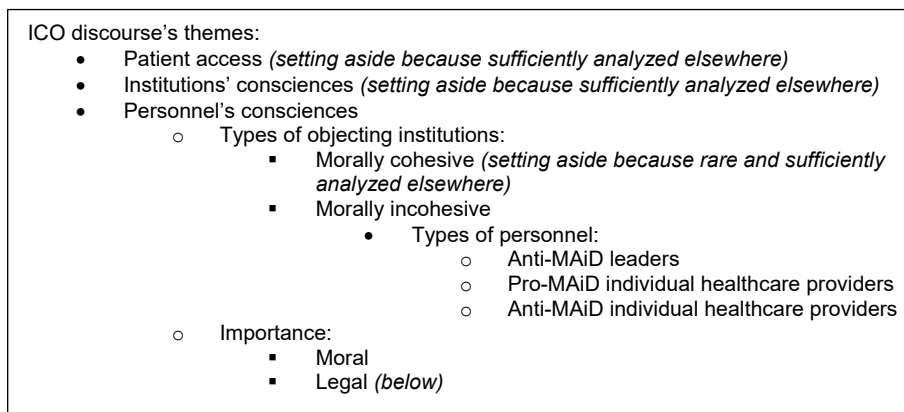 ICO discourse’s themes:
• Patient access (setting aside because sufficiently analyzed elsewhere)
• Institutions’ consciences (setting aside because sufficiently analyzed elsewhere)
• Personnel’s consciences
o Types of objecting institutions:
▪ Morally cohesive (setting aside because rare and sufficiently
analyzed elsewhere)
▪ Morally incohesive
• Types of personnel:
o Anti-MAiD leaders
o Pro-MAiD individual healthcare providers
o Anti-MAiD individual healthcare providers
o Importance:
▪ Moral
▪ Legal (below)